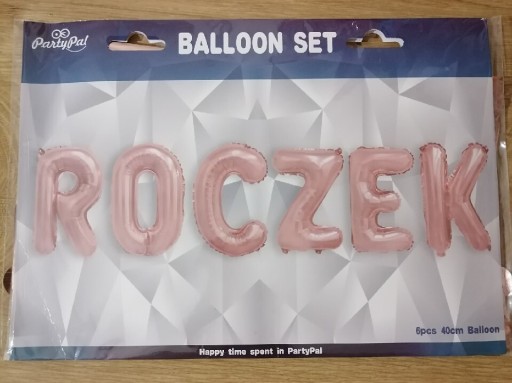 PartyPal
BALLOON SET
ROCZEK
6pcs 40cm Balloon
Happy time spent in PartyPal